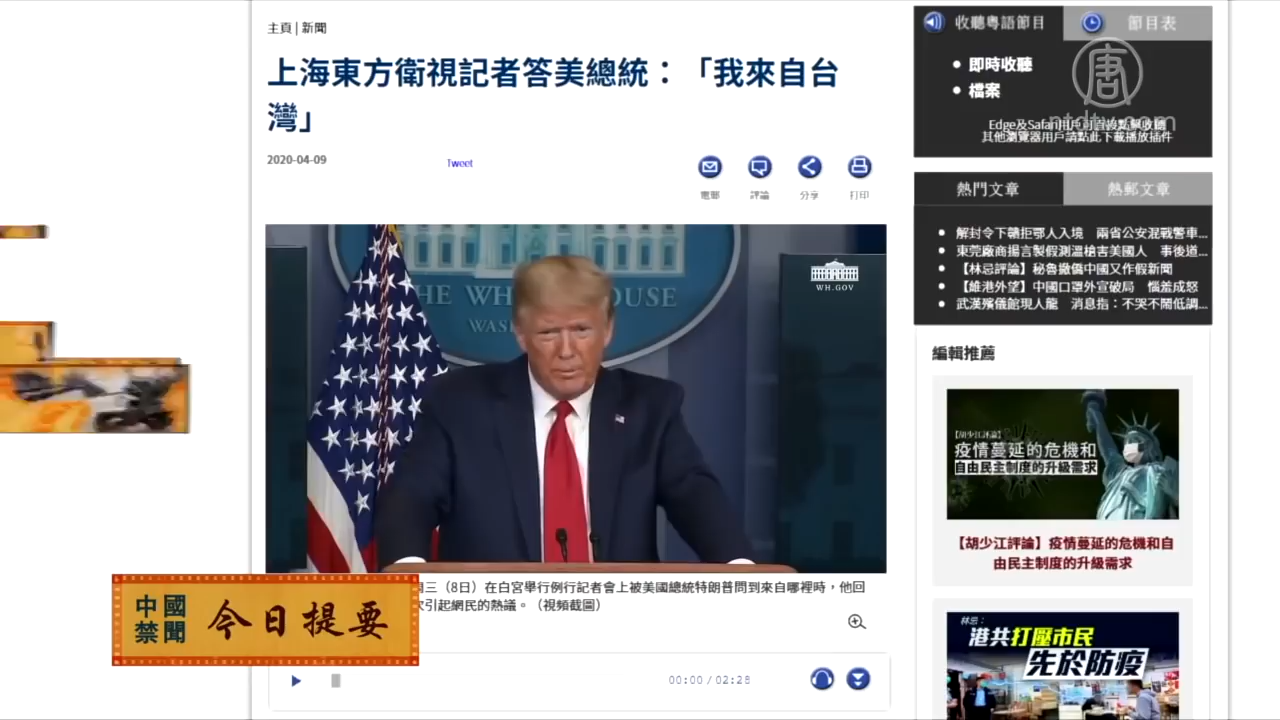 主頁 | 新聞
上海東方衛視記者答美總統：「我來自台
灣」
2020-04-09
Tweet
電郵
評論
分享
打印
收聽粵語節目
節目表
即時收聽
檔案
唐
ntdtv.com
Edge及Safari用戶可直接點擊收聽
其他瀏覽器用戶請點此下載播放插件
熱門文章
熱郵文章
解封令下贛拒鄂人入境 兩省公安混戰警車...
東莞廠商揚言製假測溫槍害美國人 事後道...
【林忌評論】秘魯撤僑中國又作假新聞
【維港外望】中國口罩外宣破局 惱羞成怒
武漢殯儀館現人龍 消息指：不哭不鬧低調...
編輯推薦
【胡少江評論】
疫情蔓延的危機和
自由民主制度的升級需求
【胡少江評論】疫情蔓延的危機和自
由民主制度的升級需求
林忌：
港共打壓市民
先於防疫
THE WHITE HOUSE
WAS
WH.GOV
三（8日）在白宮舉行例行記者會上被美國總統特朗普問到來自哪裡時，他回
引起網民的熱議。（視頻截圖）
中國
禁聞
今日提要
00:00 / 02:28